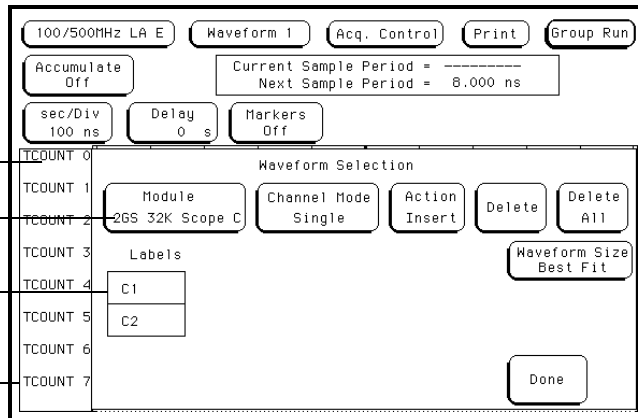 100/500MHz LA E Waveform 1 Acq. Control Print Group Run
Accumulate
Off
Current Sample Period = ---------
Next Sample Period = 8.000 ns
sec/Div
100 ns
Delay
0 s
Markers
Off
TCOUNT 0
TCOUNT 1
TCOUNT 2
TCOUNT 3
TCOUNT 4
TCOUNT 5
TCOUNT 6
TCOUNT 7
Waveform Selection
Module
2GS 32K Scope C
Channel Mode
Single
Action
Insert
Delete
Delete
All
Labels
Waveform Size
Best Fit
C1
C2
Done